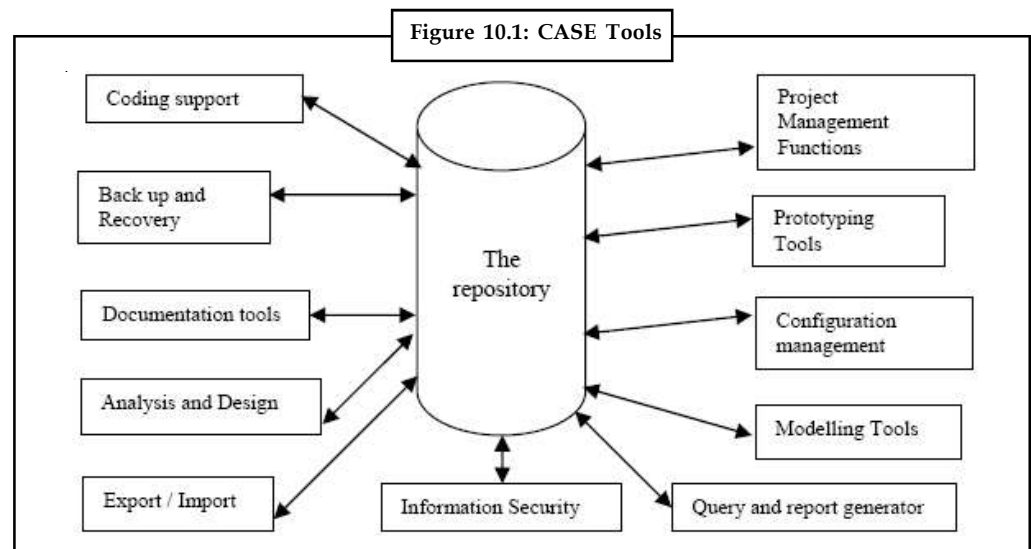 Figure 10.1: CASE Tools
Coding support
Back up and
Recovery
Documentation tools
Analysis and Design
Export / Import
The
repository
Information Security
Project
Management
Functions
Prototyping
Tools
Configuration
management
Modelling Tools
Query and report generator